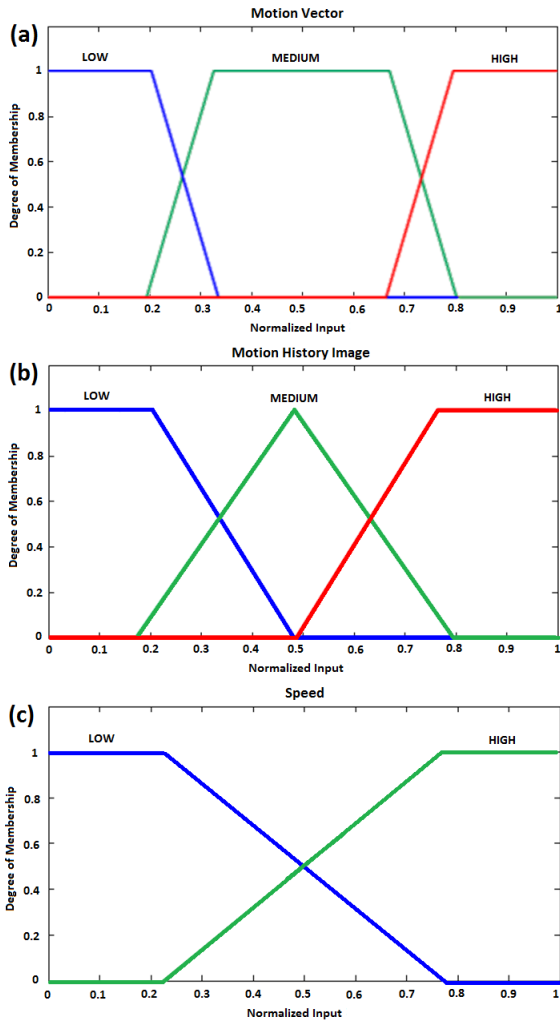 Motion Vector
(a)
LOW MEDIUM HIGH
1
0.8
0.6
0.4
0.2
0
Degree of Membership
0 0.1 0.2 0.3 0.4 0.5 0.6 0.7 0.8 0.9 1
Normalized Input
Motion History Image
(b)
LOW MEDIUM HIGH
1
0.8
0.6
0.4
0.2
0
Degree of Membership
0 0.1 0.2 0.3 0.4 0.5 0.6 0.7 0.8 0.9 1
Normalized Input
Speed
(c)
LOW HIGH
1
0.8
0.6
0.4
0.2
0
Degree of Membership
0 0.1 0.2 0.3 0.4 0.5 0.6 0.7 0.8 0.9 1
Normalized Input